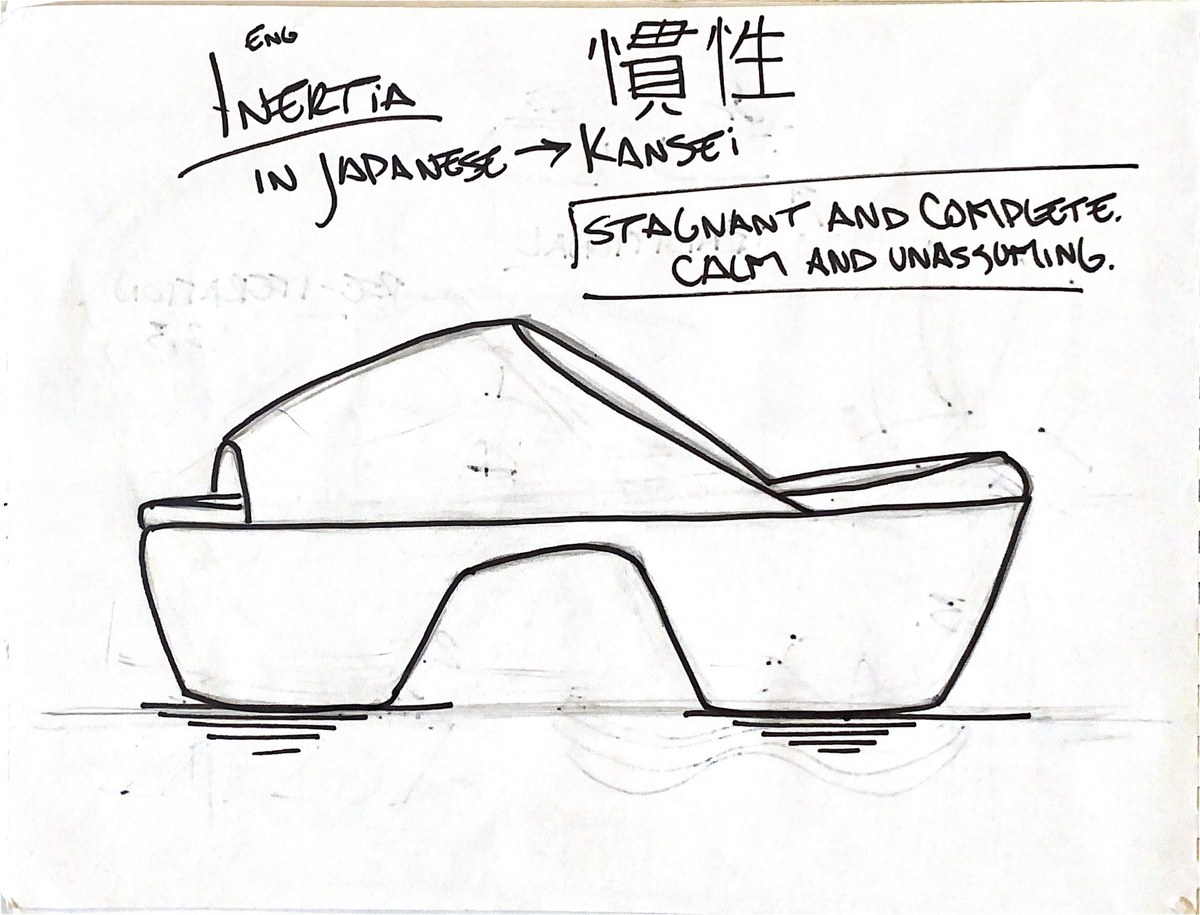 ENG
INERTIA
IN JAPANESE → KANSEI
慣性
STAGNANT AND COMPLETE.
CALM AND UNASSUMING.